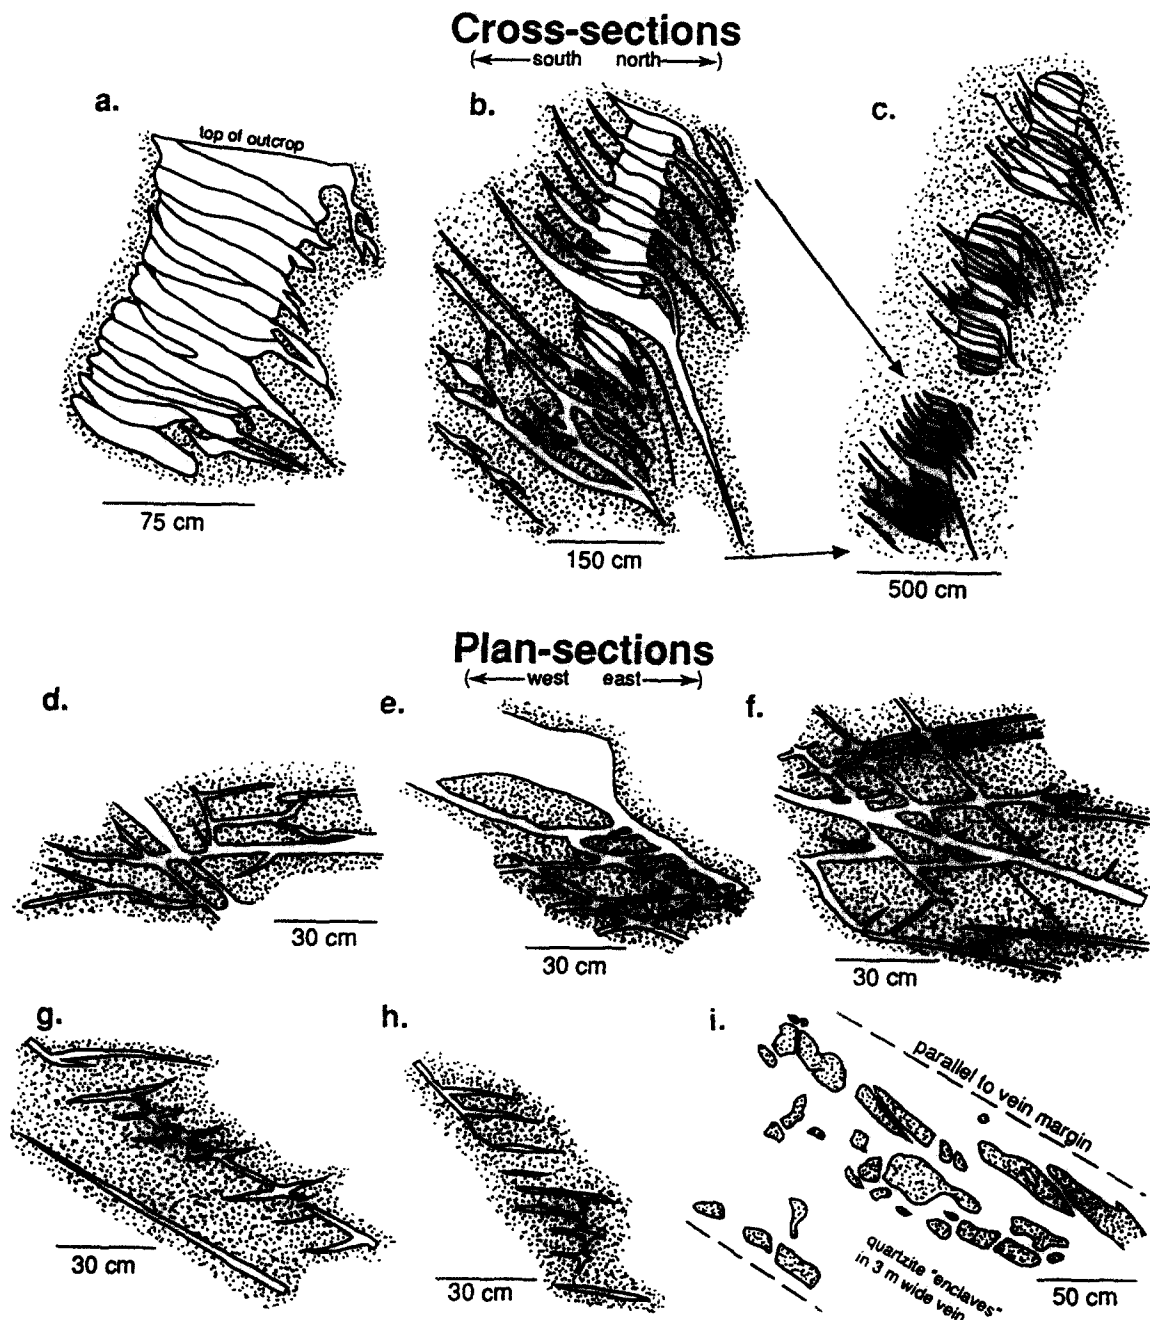 Cross-sections
(←south north→)
a.
top of outcrop
75 cm
b.
150 cm
c.
500 cm
Plan-sections
(←west east→)
d.
30 cm
e.
30 cm
f.
30 cm
g.
30 cm
h.
30 cm
i.
parallel to vein margin
quartzite "enclaves"
in 3 m wide vein
50 cm